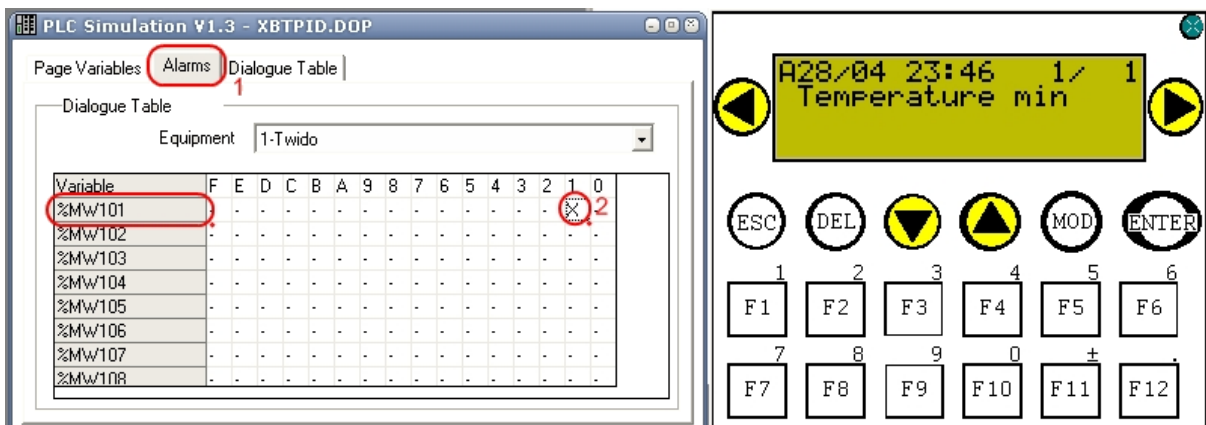 PLC Simulation V1.3 - XBTPID.DOP
Page Variables Alarms Dialogue Table
1
Dialogue Table
Equipment 1-Twido
Variable F E D C B A 9 8 7 6 5 4 3 2 1 0
%MW101 - - - - - - - - - - - - - - X - 2
%MW102 - - - - - - - - - - - - - - - -
%MW103 - - - - - - - - - - - - - - - -
%MW104 - - - - - - - - - - - - - - - -
%MW105 - - - - - - - - - - - - - - - -
%MW106 - - - - - - - - - - - - - - - -
%MW107 - - - - - - - - - - - - - - - -
%MW108 - - - - - - - - - - - - - - - -
A28/04 23:46 1/ 1
Temperature min
ESC DEL MOD ENTER
1 2 3 4 5 6
F1 F2 F3 F4 F5 F6
7 8 9 0 ± .
F7 F8 F9 F10 F11 F12